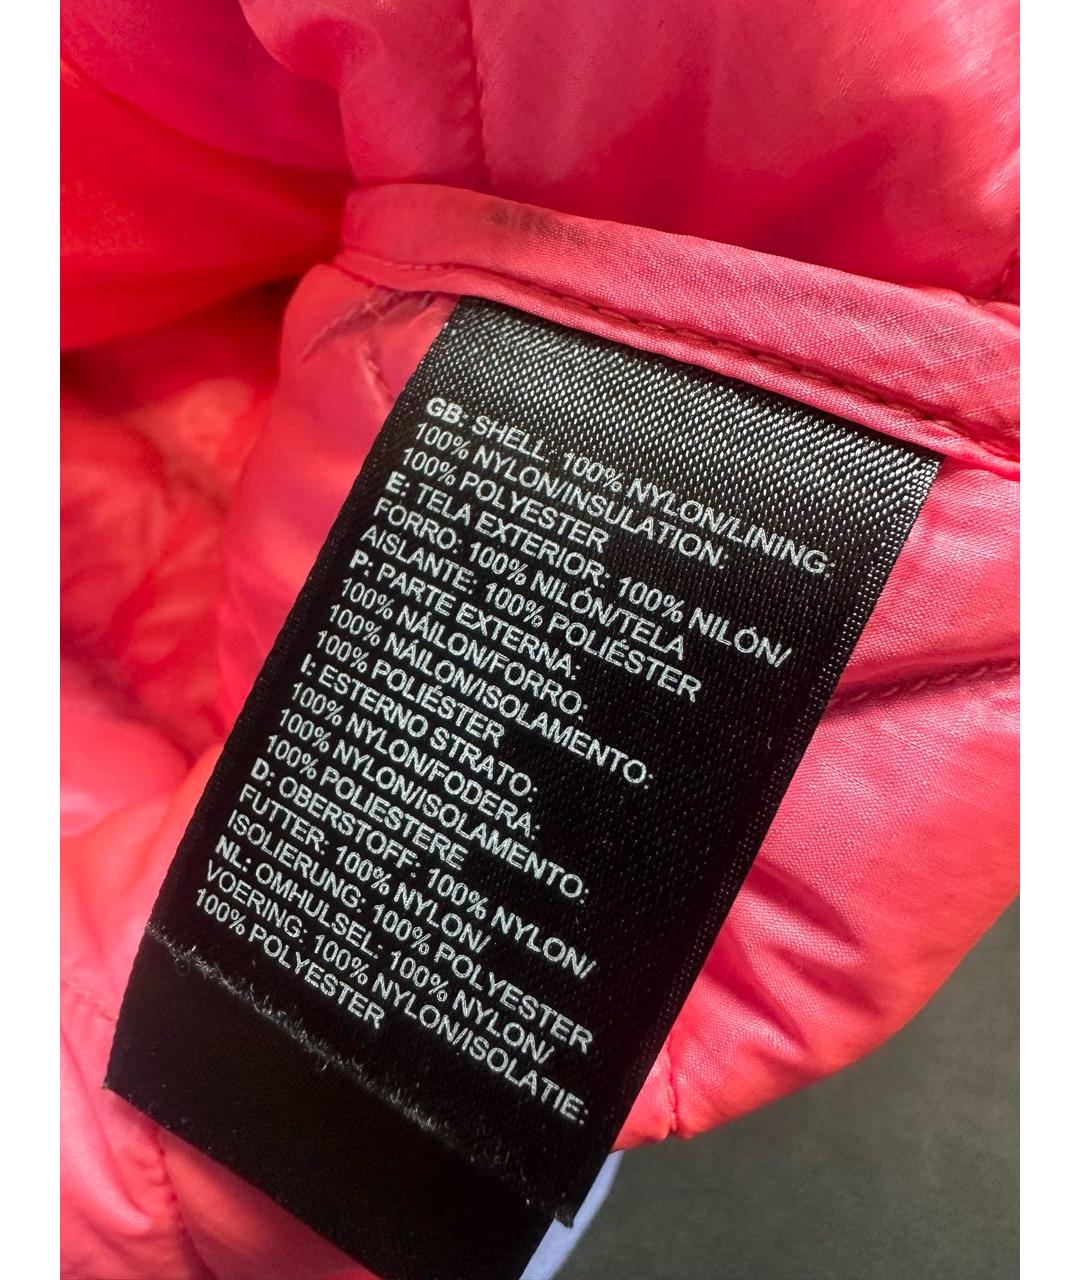 GB: SHELL, 100% NYLON/LINING:
100% NYLON/INSULATION:
100% POLYESTER
E: TELA EXTERIOR: 100% NILÓN/
FORRO: 100% NILÓN/TELA
AISLANTE: 100% POLIÉSTER
P: PARTE EXTERNA:
100% NÁILON/FORRO:
100% NÁILON/ISOLAMENTO:
100% POLIÉSTER
I: ESTERNO STRATO:
100% NYLON/FODERA:
100% NYLON/ISOLAMENTO:
100% POLIESTERE
D: OBERSTOFF: 100% NYLON/
FUTTER: 100% NYLON/
ISOLIERUNG: 100% POLYESTER
NL: OMHULSEL: 100% NYLON/
VOERING: 100% NYLON/ISOLATIE:
100% POLYESTER